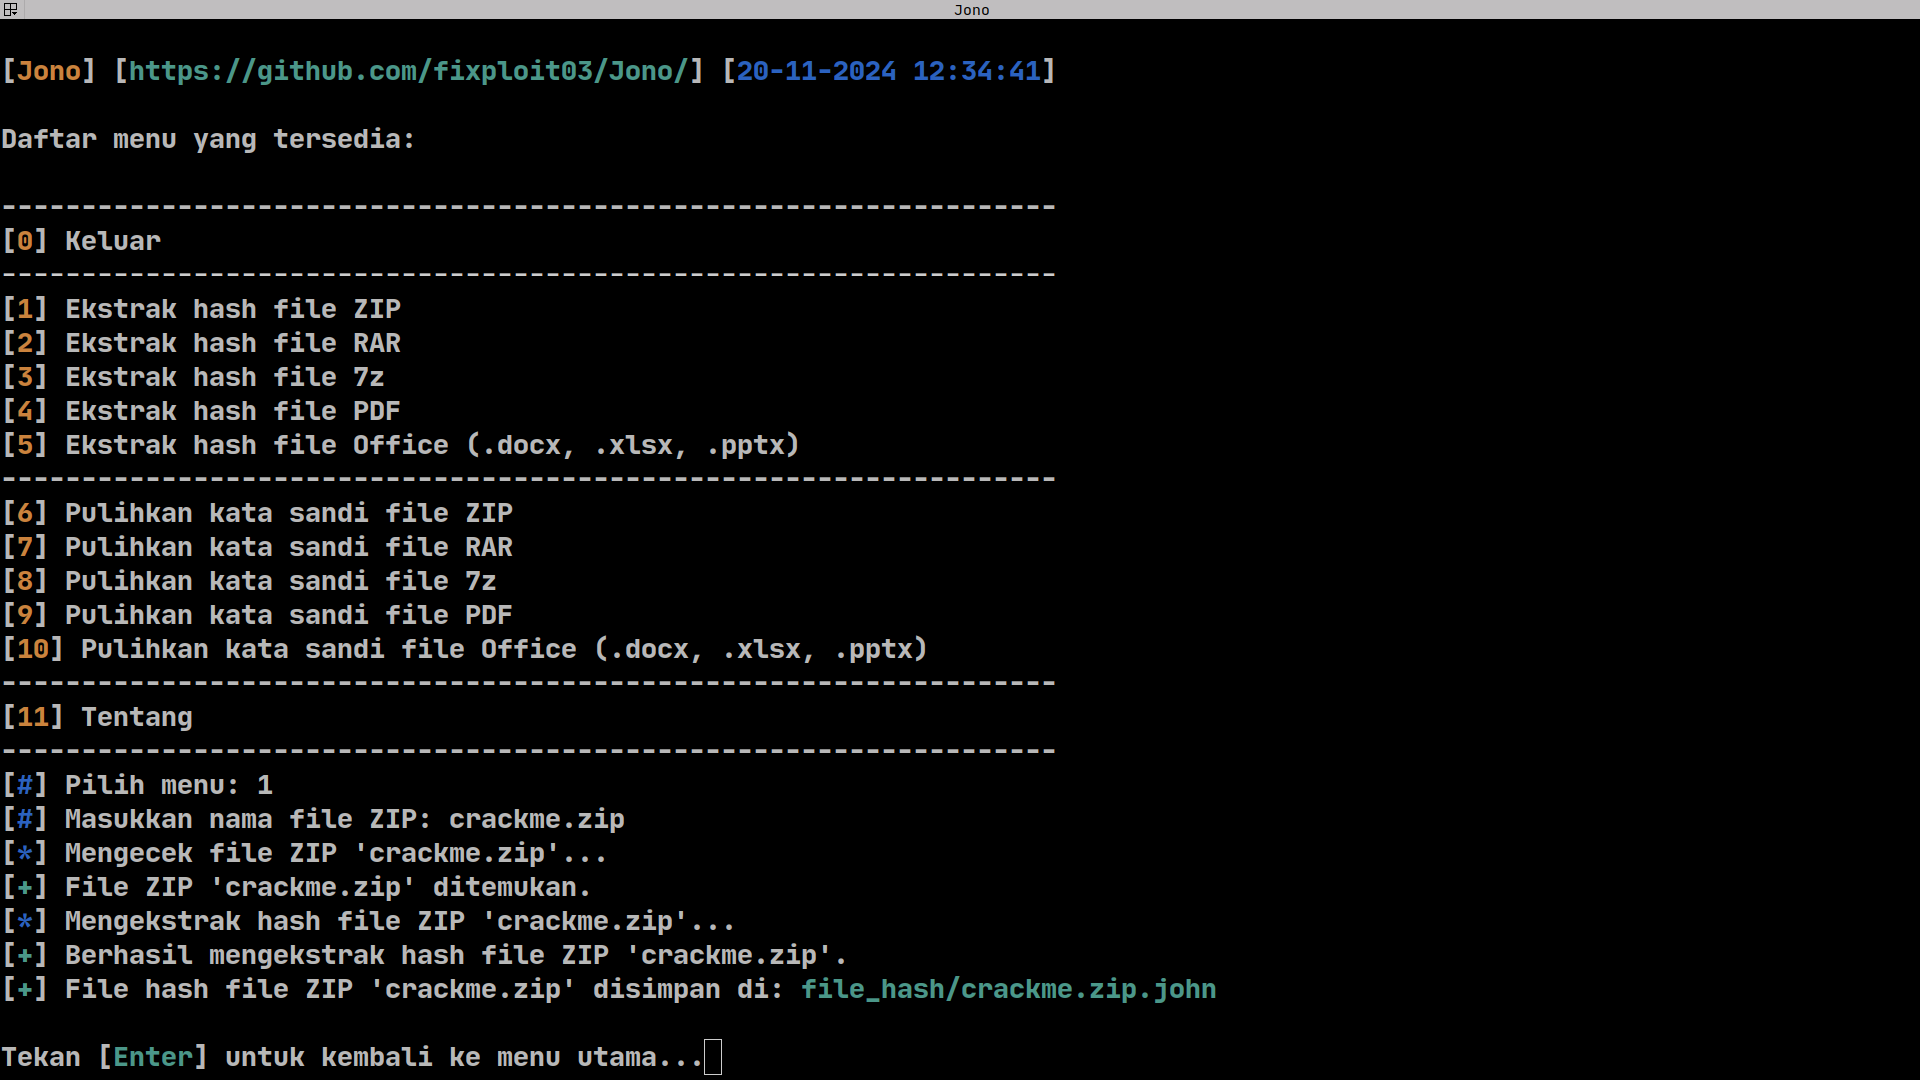 Jono
[Jono] [https://github.com/fixploit03/Jono/] [20-11-2024 12:34:41]
Daftar menu yang tersedia:
------------------------------------------------------------------
[0] Keluar
------------------------------------------------------------------
[1] Ekstrak hash file ZIP
[2] Ekstrak hash file RAR
[3] Ekstrak hash file 7z
[4] Ekstrak hash file PDF
[5] Ekstrak hash file Office (.docx, .xlsx, .pptx)
------------------------------------------------------------------
[6] Pulihkan kata sandi file ZIP
[7] Pulihkan kata sandi file RAR
[8] Pulihkan kata sandi file 7z
[9] Pulihkan kata sandi file PDF
[10] Pulihkan kata sandi file Office (.docx, .xlsx, .pptx)
------------------------------------------------------------------
[11] Tentang
------------------------------------------------------------------
[#] Pilih menu: 1
[#] Masukkan nama file ZIP: crackme.zip
[*] Mengecek file ZIP 'crackme.zip'...
[+] File ZIP 'crackme.zip' ditemukan.
[*] Mengekstrak hash file ZIP 'crackme.zip'...
[+] Berhasil mengekstrak hash file ZIP 'crackme.zip'.
[+] File hash file ZIP 'crackme.zip' disimpan di: file_hash/crackme.zip.john
Tekan [Enter] untuk kembali ke menu utama...